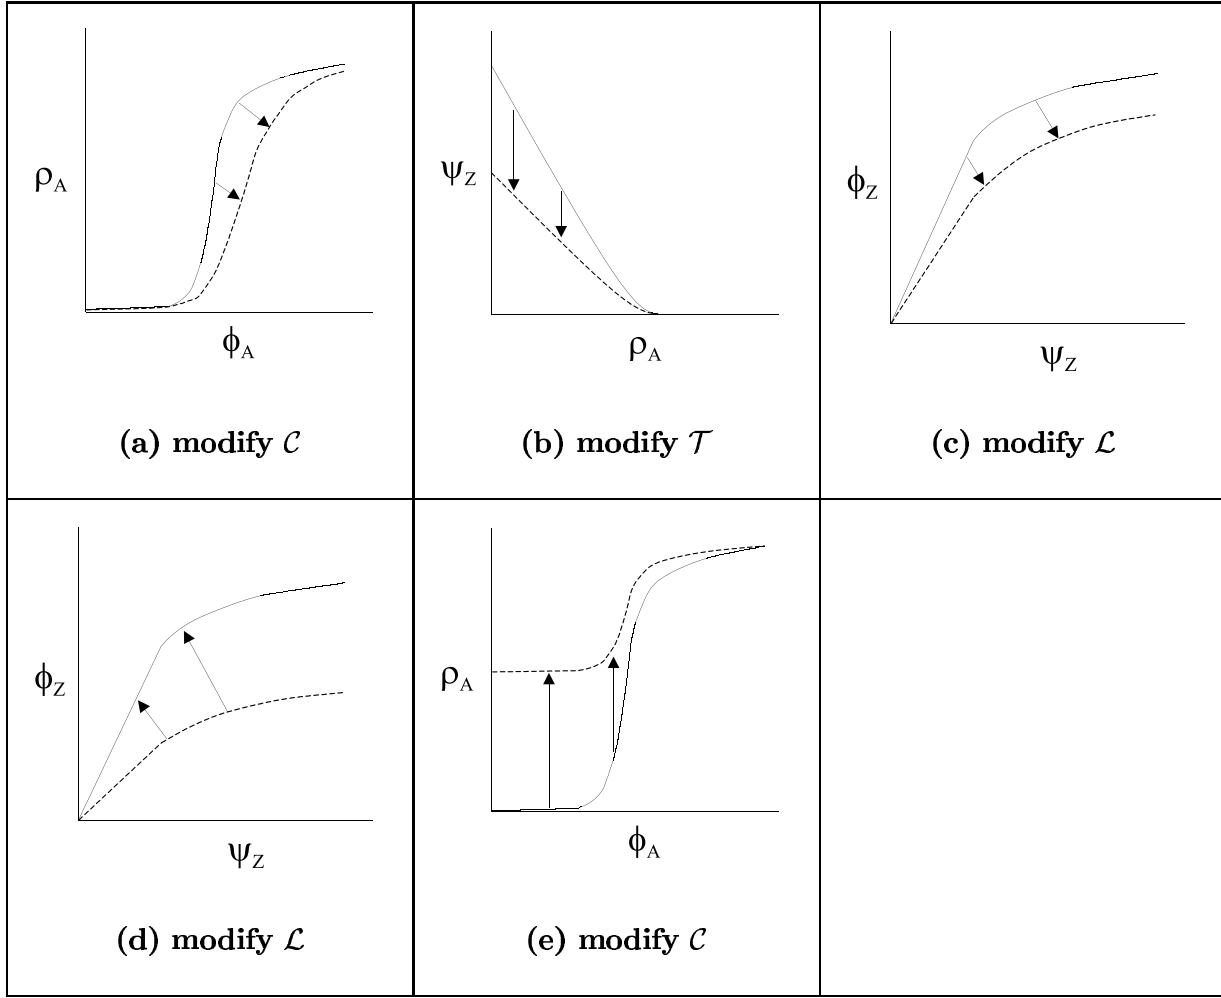 ρA
ϕA
(a) modify 𝒞
ψZ
ρA
(b) modify 𝒯
ϕZ
ψZ
(c) modify ℒ
ϕZ
ψZ
(d) modify ℒ
ρA
ϕA
(e) modify 𝒞